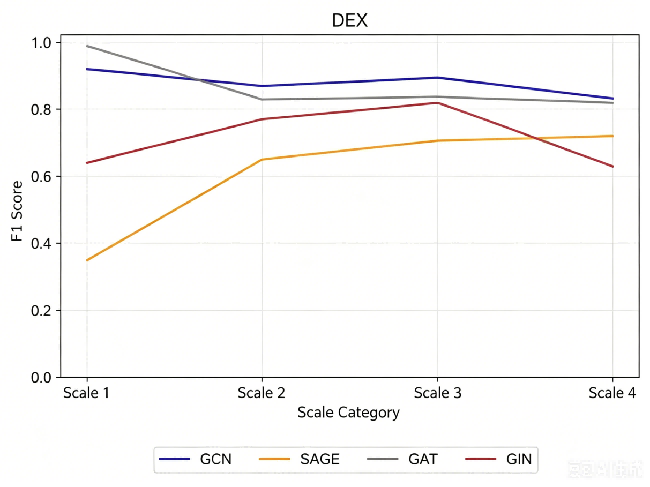 DEX
1.0
0.8
0.6
0.4
0.2
0.0
F1 Score
Scale 1 Scale 2 Scale 3 Scale 4
Scale Category
GCN SAGE GAT GIN